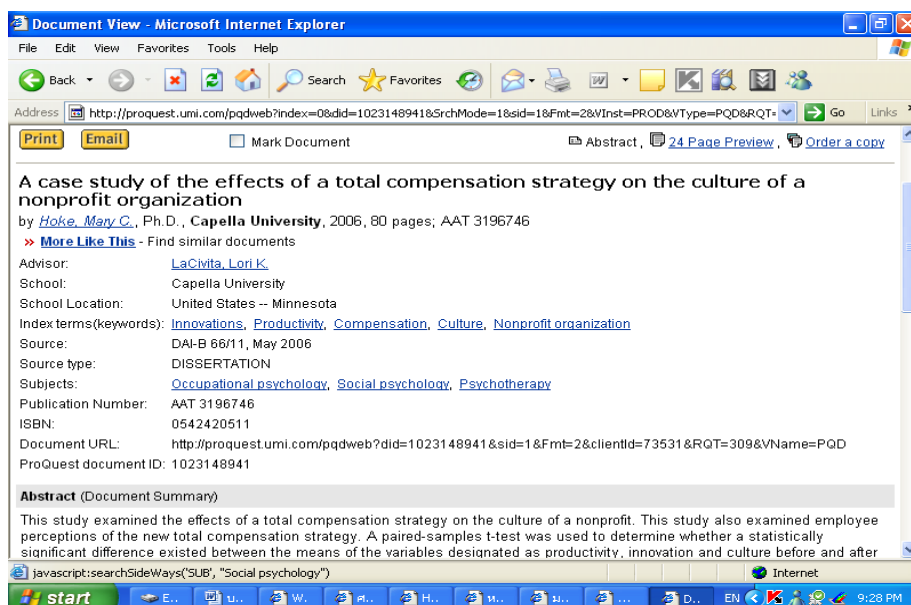 Document View - Microsoft Internet Explorer
File Edit View Favorites Tools Help
Back Search Favorites
Address http://proquest.umi.com/pqdweb?index=0&did=1023148941&SrchMode=1&sid=1&Fmt=2&VInst=PROD&VType=PQD&RQT= Go Links
Print Email Mark Document Abstract , 24 Page Preview , Order a copy
A case study of the effects of a total compensation strategy on the culture of a
nonprofit organization
by Hoke, Mary C., Ph.D., Capella University, 2006, 80 pages; AAT 3196746
» More Like This - Find similar documents
Advisor: LaCivita, Lori K.
School: Capella University
School Location: United States -- Minnesota
Index terms(keywords): Innovations, Productivity, Compensation, Culture, Nonprofit organization
Source: DAI-B 66/11, May 2006
Source type: DISSERTATION
Subjects: Occupational psychology, Social psychology, Psychotherapy
Publication Number: AAT 3196746
ISBN: 0542420511
Document URL: http://proquest.umi.com/pqdweb?did=1023148941&sid=1&Fmt=2&clientId=73531&RQT=309&VName=PQD
ProQuest document ID: 1023148941
Abstract (Document Summary)
This study examined the effects of a total compensation strategy on the culture of a nonprofit. This study also examined employee
perceptions of the new total compensation strategy. A paired-samples t-test was used to determine whether a statistically
significant difference existed between the means of the variables designated as productivity, innovation and culture before and after
javascript:searchSideWays('SUB', "Social psychology") Internet
start E.. W.. H.. ... D.. EN 9:28 PM